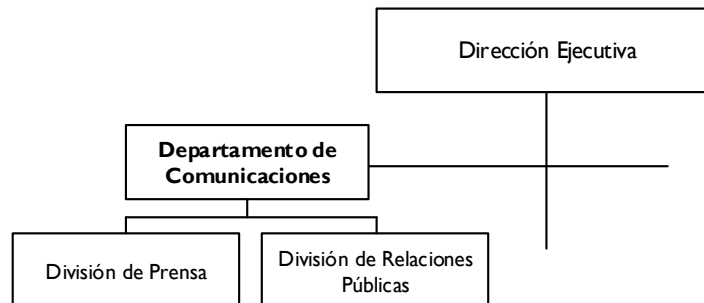 Dirección Ejecutiva
Departamento de
Comunicaciones
División de Prensa
División de Relaciones
Públicas